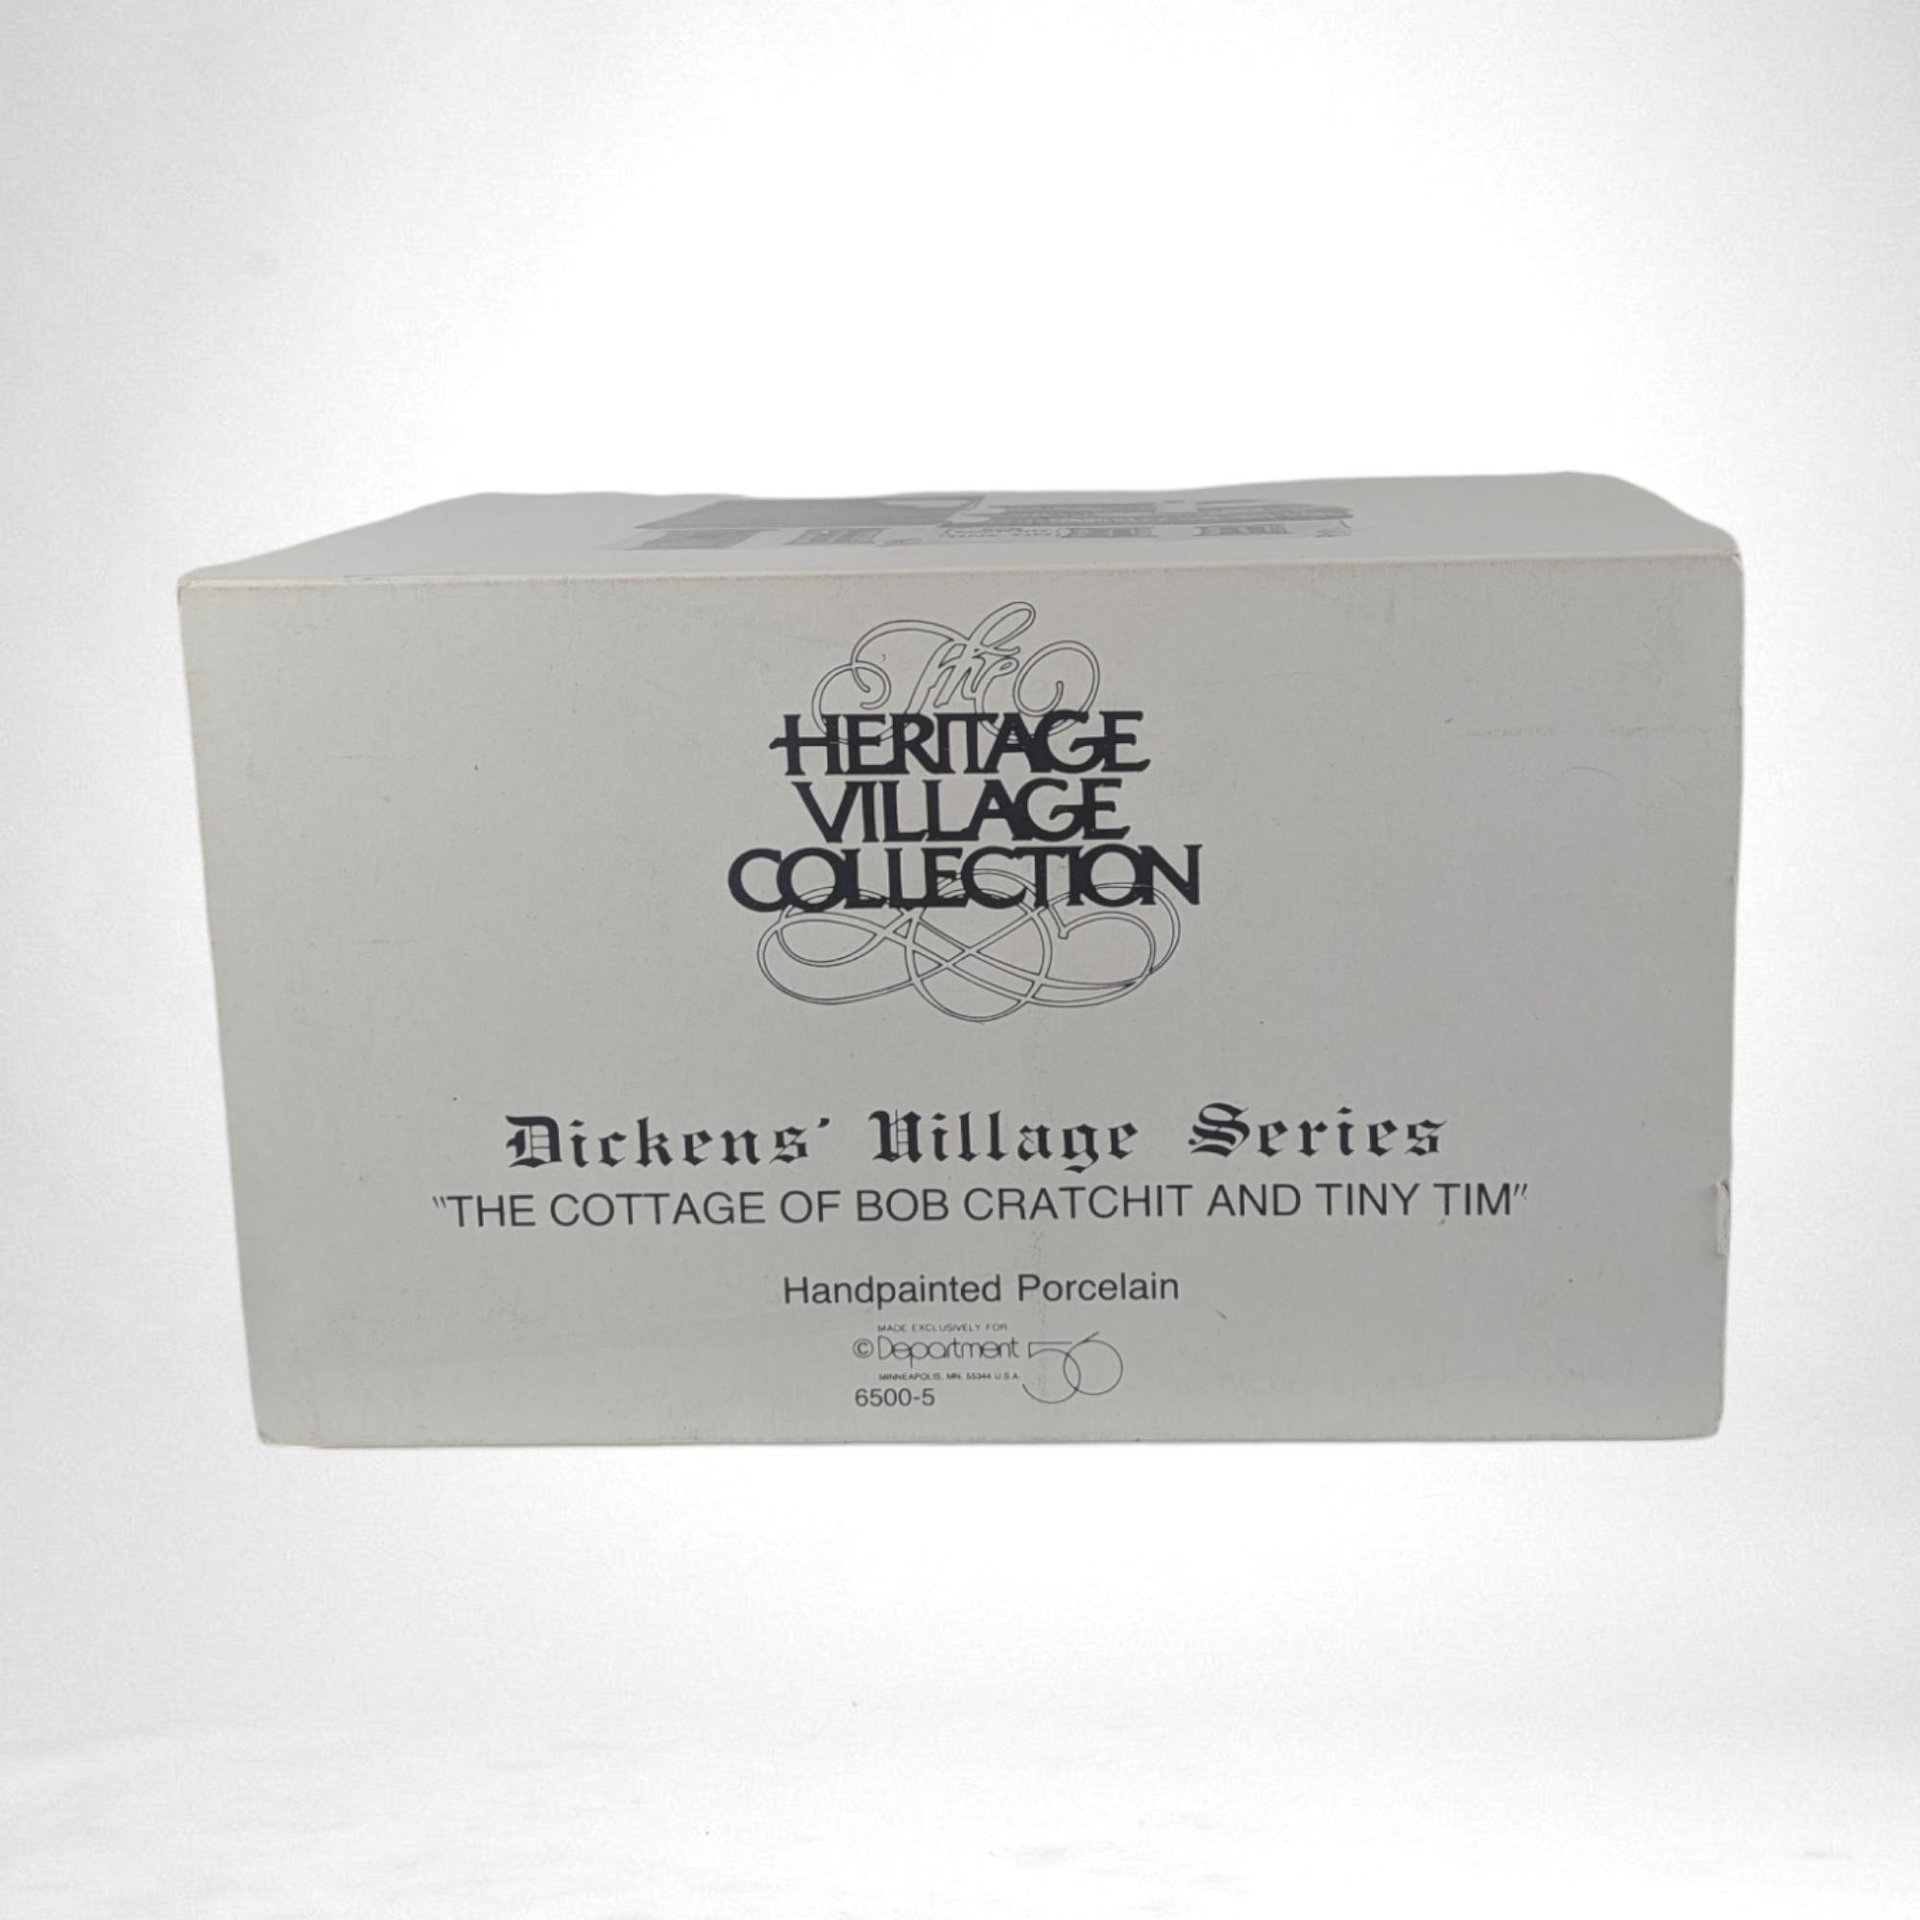 The
HERITAGE
VILLAGE
COLLECTION
Dickens' Village Series
"THE COTTAGE OF BOB CRATCHIT AND TINY TIM"
Handpainted Porcelain
MADE EXCLUSIVELY FOR
© Department 56
MINNEAPOLIS, MN. 55344 U.S.A.
6500-5